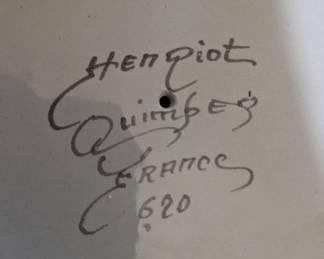 HENRIOT
QUIMPER
FRANCE
620